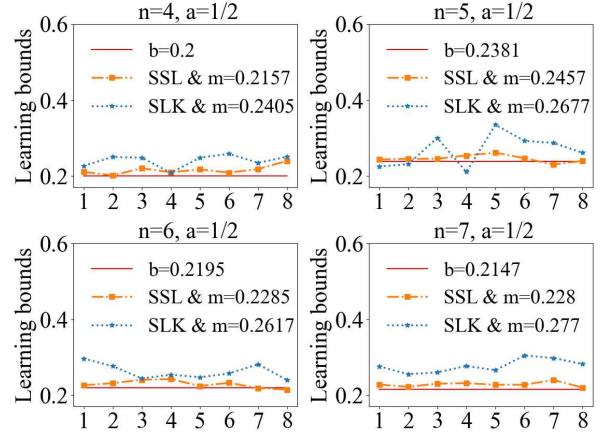 n=4, a=1/2
Learning bounds
0.6
0.4
0.2
b=0.2
SSL & m=0.2157
SLK & m=0.2405
1 2 3 4 5 6 7 8
n=5, a=1/2
Learning bounds
0.6
0.4
0.2
b=0.2381
SSL & m=0.2457
SLK & m=0.2677
1 2 3 4 5 6 7 8
n=6, a=1/2
Learning bounds
0.6
0.4
0.2
b=0.2195
SSL & m=0.2285
SLK & m=0.2617
1 2 3 4 5 6 7 8
n=7, a=1/2
Learning bounds
0.6
0.4
0.2
b=0.2147
SSL & m=0.228
SLK & m=0.277
1 2 3 4 5 6 7 8